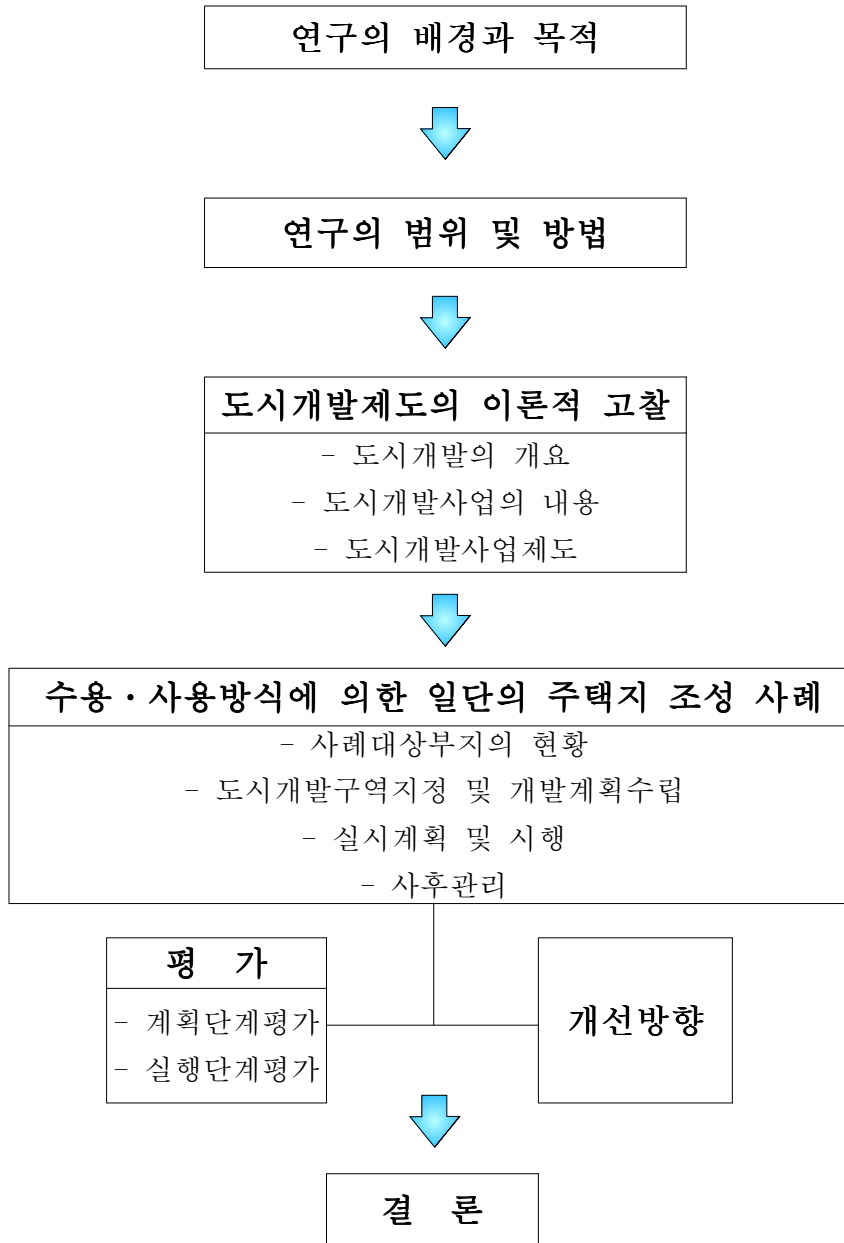 연구의 배경과 목적
연구의 범위 및 방법
도시개발제도의 이론적 고찰
- 도시개발의 개요
- 도시개발사업의 내용
- 도시개발사업제도
수용・사용방식에 의한 일단의 주택지 조성 사례
- 사례대상부지의 현황
- 도시개발구역지정 및 개발계획수립
- 실시계획 및 시행
- 사후관리
평 가
- 계획단계평가
- 실행단계평가
개선방향
결 론